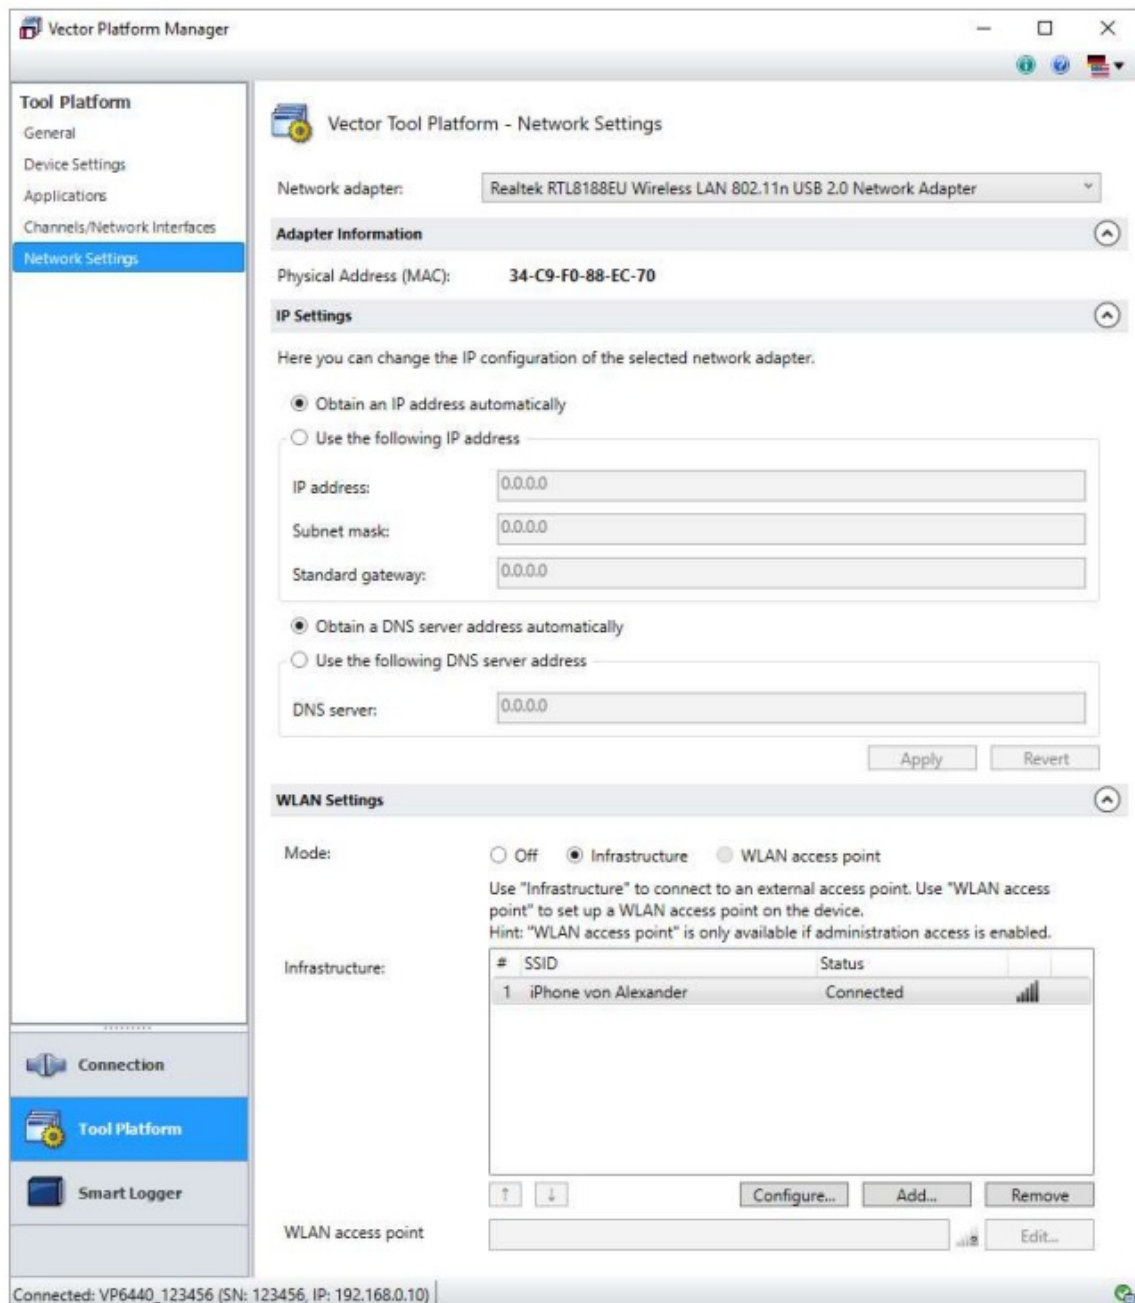 Vector Platform Manager
Tool Platform
General
Device Settings
Applications
Channels/Network Interfaces
Network Settings
Connection
Tool Platform
Smart Logger
Vector Tool Platform - Network Settings
Network adapter: Realtek RTL8188EU Wireless LAN 802.11n USB 2.0 Network Adapter
Adapter Information
Physical Address (MAC): 34-C9-F0-88-EC-70
IP Settings
Here you can change the IP configuration of the selected network adapter.
Obtain an IP address automatically
Use the following IP address
IP address: 0.0.0.0
Subnet mask: 0.0.0.0
Standard gateway: 0.0.0.0
Obtain a DNS server address automatically
Use the following DNS server address
DNS server: 0.0.0.0
Apply Revert
WLAN Settings
Mode: Off Infrastructure WLAN access point
Use "Infrastructure" to connect to an external access point. Use "WLAN access
point" to set up a WLAN access point on the device.
Hint: "WLAN access point" is only available if administration access is enabled.
Infrastructure: # SSID Status
1 iPhone von Alexander Connected
Configure... Add... Remove
WLAN access point Edit...
Connected: VP6440_123456 (SN: 123456, IP: 192.168.0.10)